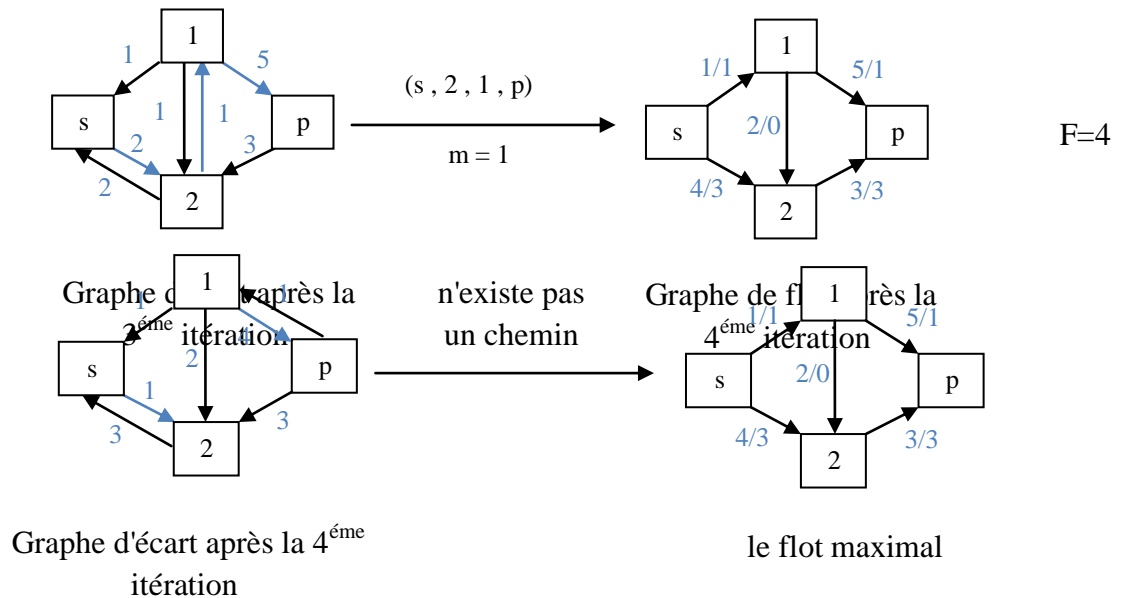 1
1
5
(s , 2 , 1 , p)
s
1
1
p
2
3
m = 1
2
2
1
1/1
5/1
s
2/0
p
F=4
4/3
3/3
2
Graphe après la
3éme itération
1
1
1
4
s
2
p
1
3
3
2
n'existe pas
un chemin
Graphe de la
4éme itération
1
1/1
5/1
s
2/0
p
4/3
3/3
2
Graphe d'écart après la 4éme
itération
le flot maximal